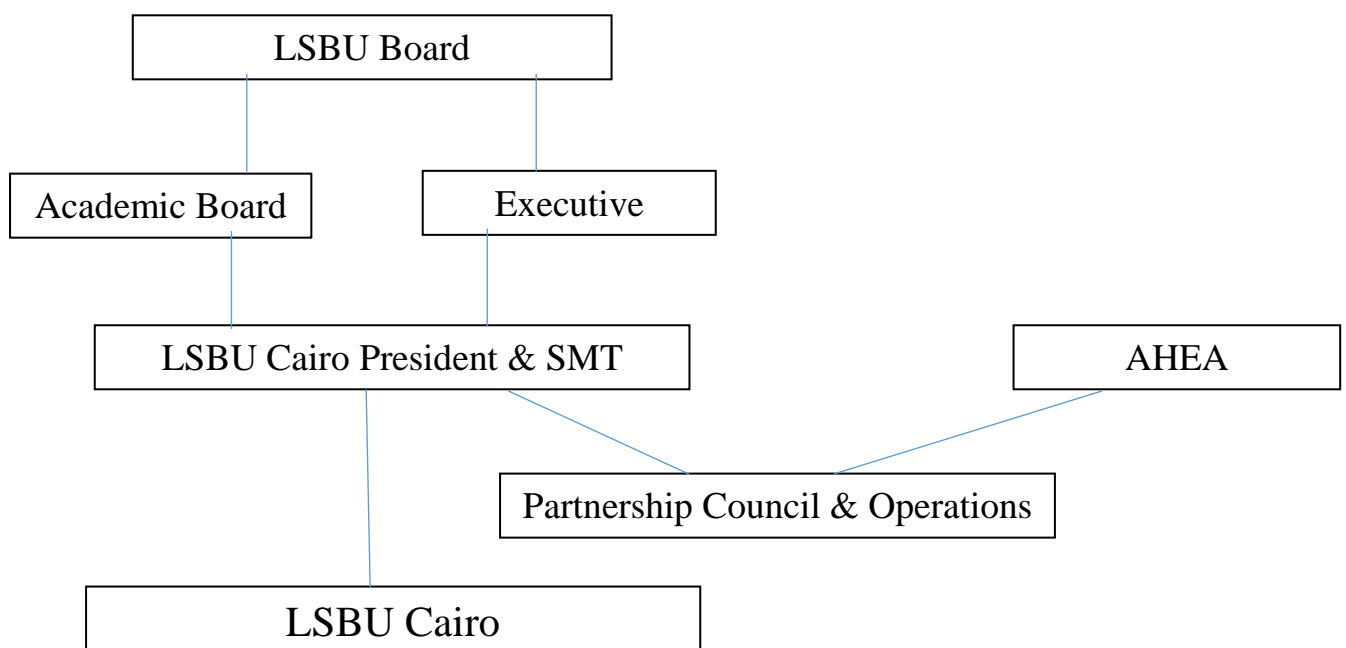 LSBU Board
Academic Board
Executive
LSBU Cairo President & SMT
AHEA
Partnership Council & Operations
LSBU Cairo